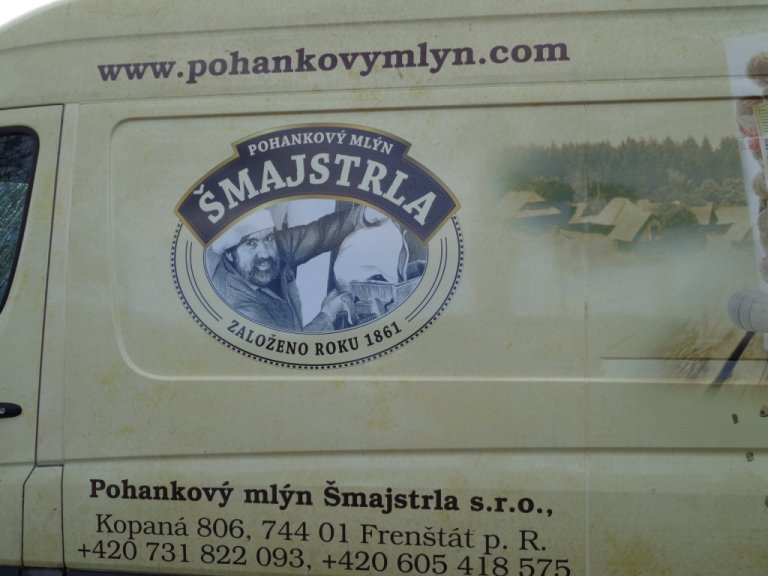 www.pohankovymlyn.com
POHANKOVÝ MLÝN
ŠMAJSTRLA
ZALOŽENO ROKU 1861
Pohankový mlýn Šmajstrla s.r.o.,
Kopaná 806, 744 01 Frenštát p. R.
+420 731 822 093, +420 605 418 575